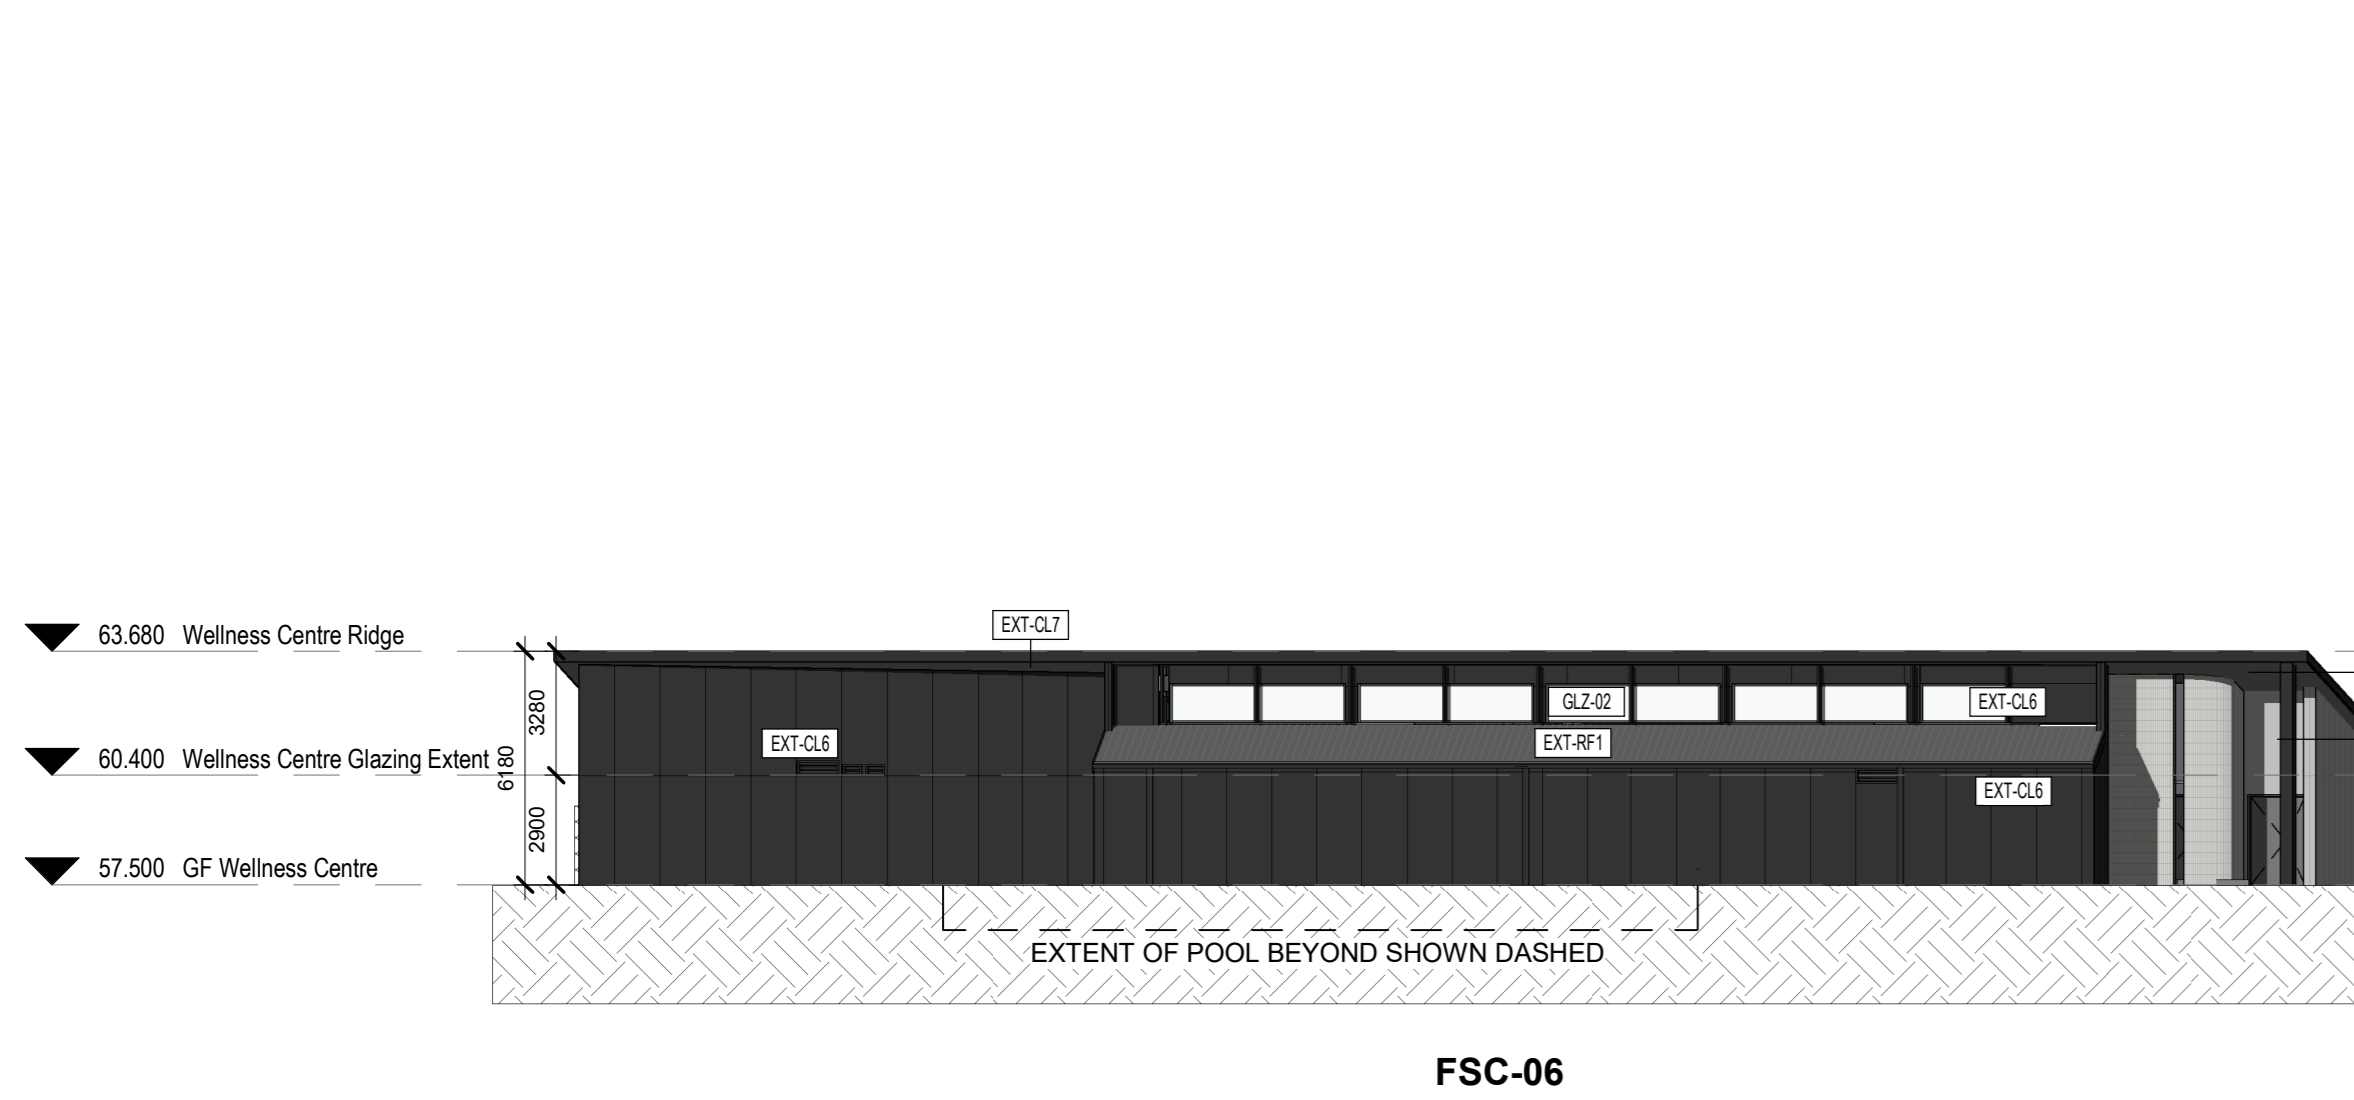 EXT-CL7
63.680 Wellness Centre Ridge
3280
GLZ-02
EXT-CL6
EXT-CL6
EXT-RF1
60.400 Wellness Centre Glazing Extent
6180
EXT-CL6
2900
57.500 GF Wellness Centre
EXTENT OF POOL BEYOND SHOWN DASHED
FSC-06